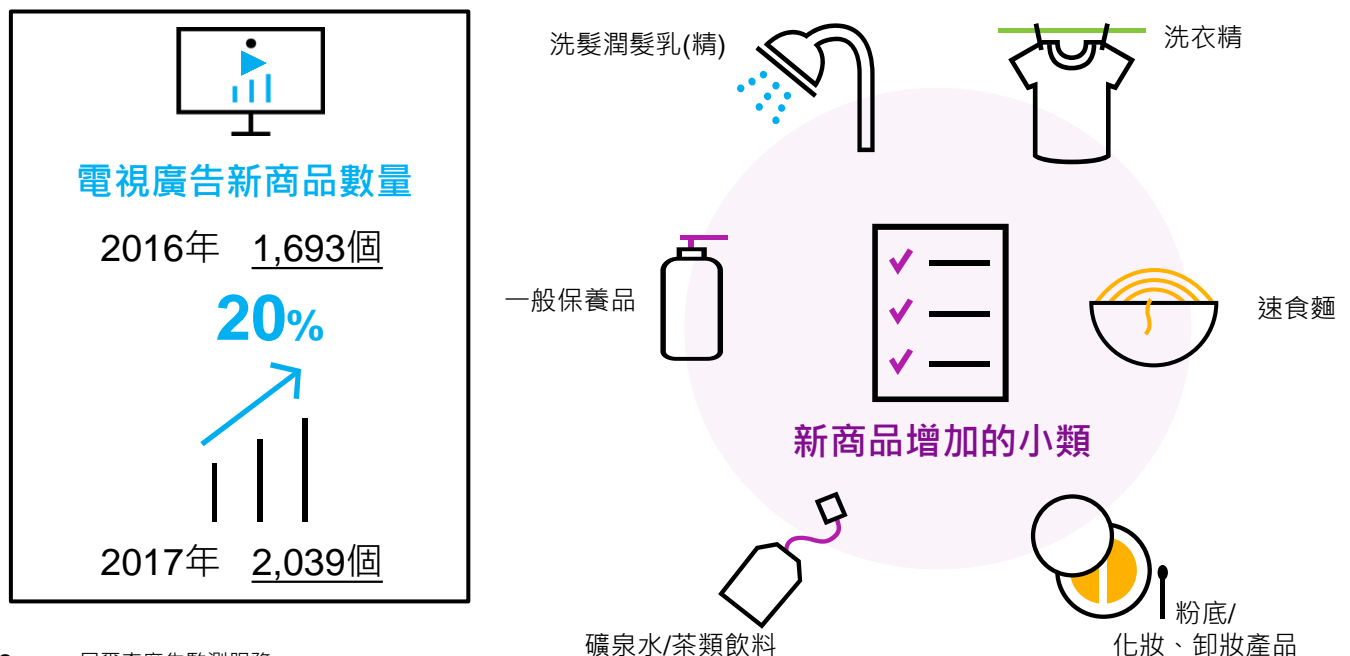 電視廣告新商品數量
2016年 1,693個
20%
2017年 2,039個
洗髮潤髮乳(精)
洗衣精
一般保養品
速食麵
新商品增加的小類
礦泉水/茶類飲料
粉底/
化妝、卸妝產品